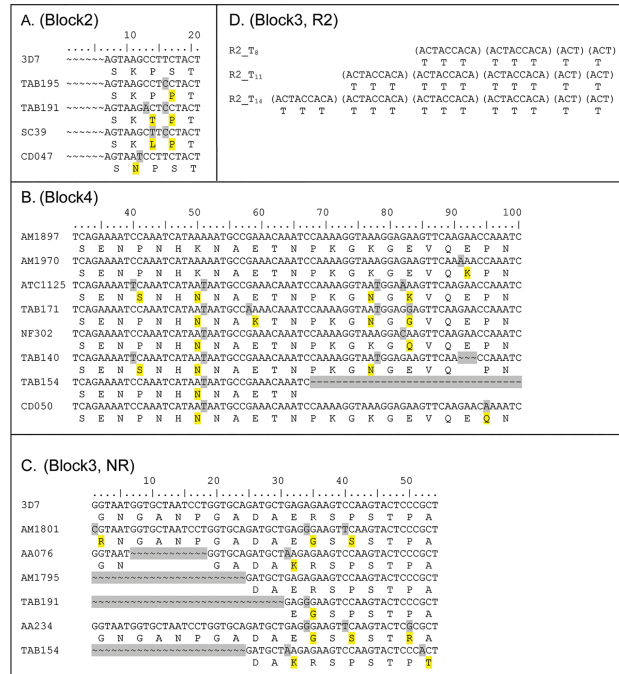 A. (Block2)
10 20
3D7 ~~~~~~AGTAAGCCTTCTACT
S K P S T
TAB195 ~~~~~~AGTAAGCCTCCTACT
S K P P T
TAB191 ~~~~~~AGTAAGACTCCTACT
S K T P T
SC39 ~~~~~~AGTAAGCTTCCTACT
S K L P T
CD047 ~~~~~~AGTAATCCTTCTACT
S N P S T
D. (Block3, R2)
R2_T8 (ACTACCACA)(ACTACCACA)(ACT)(ACT)
T T T T T T T T
R2_T11 (ACTACCACA)(ACTACCACA)(ACTACCACA)(ACT)(ACT)
T T T T T T T T T T T
R2_T14 (ACTACCACA)(ACTACCACA)(ACTACCACA)(ACTACCACA)(ACT)(ACT)
T T T T T T T T T T T T T T
B. (Block4)
40 50 60 70 80 90 100
AM1897 TCAGAAAATCCAAATCATAAAAATGCCGAAACAAATCCAAAAGGTAAAGGAGAAGTTCAAGAACCAAATC
S E N P N H K N A E T N P K G K G E V Q E P N
AM1970 TCAGAAAATCCAAATCATAAAAATGCCGAAACAAATCCAAAAGGTAAAGGAGAAGTTCAAAAACCAAATC
S E N P N H K N A E T N P K G K G E V Q K P N
ATC1125 TCAGAAAATTCAAATCATAATAATGCCGAAACAAATCCAAAAGGTAATGGAAAAGTTCAAGAACCAAATC
S E N S N H N N A E T N P K G N G K V Q E P N
TAB171 TCAGAAAATCCAAATCATAATAATGCCAAAACAAATCCAAAAGGTAATGGAGGAGTTCAAGAACCAAATC
S E N P N H N N A K T N P K G N G G V Q E P N
NF302 TCAGAAAATCCAAATCATAATAATGCCGAAACAAATCCAAAAGGTAAAGGACAAGTTCAAGAACCAAATC
S E N P N H N N A E T N P K G K G Q V Q E P N
TAB140 TCAGAAAATTCAAATCATAATAATGCCGAAACAAATCCAAAAGGTAATGGAGAAGTTCAA~~~CCAAATC
S E N S N H N N A E T N P K G N G E V Q P N
TAB154 TCAGAAAATCCAAATCATAATAATGCCGAAACAAATC---------------------------------
S E N P N H N N A E T N
CD050 TCAGAAAATCCAAATCATAATAATGCCGAAACAAATCCAAAAGGTAAAGGAGAAGTTCAAGAACAAAATC
S E N P N H N N A E T N P K G K G E V Q E Q N
C. (Block3, NR)
10 20 30 40 50
3D7 GGTAATGGTGCTAATCCTGGTGCAGATGCTGAGAGAAGTCCAAGTACTCCCGCT
G N G A N P G A D A E R S P S T P A
AM1801 CGTAATGGTGCTAATCCTGGTGCAGATGCTGAGGGAAGTTCAAGTACTCCCGCT
R N G A N P G A D A E G S S S T P A
AA076 GGTAAT~~~~~~~~~~~~GGTGCAGATGCTAAGAGAAGTCCAAGTACTCCCGCT
G N G A D A K R S P S T P A
AM1795 ~~~~~~~~~~~~~~~~~~~~~~~~GATGCTGAGAGAAGTCCAAGTACTCCCGCT
D A E R S P S T P A
TAB191 ~~~~~~~~~~~~~~~~~~~~~~~~~~~~~~GAGGGAAGTCCAAGTACTCCCGCT
E G S P S T P A
AA234 GGTAATGGTGCTAATCCTGGTGCAGATGCTGAGGGAAGTTCAAGTACTCGCGCT
G N G A N P G A D A E G S S S T R A
TAB154 ~~~~~~~~~~~~~~~~~~~~~~~~GATGCTAAGAGAAGTCCAAGTACTCCCACT
D A K R S P S T P T